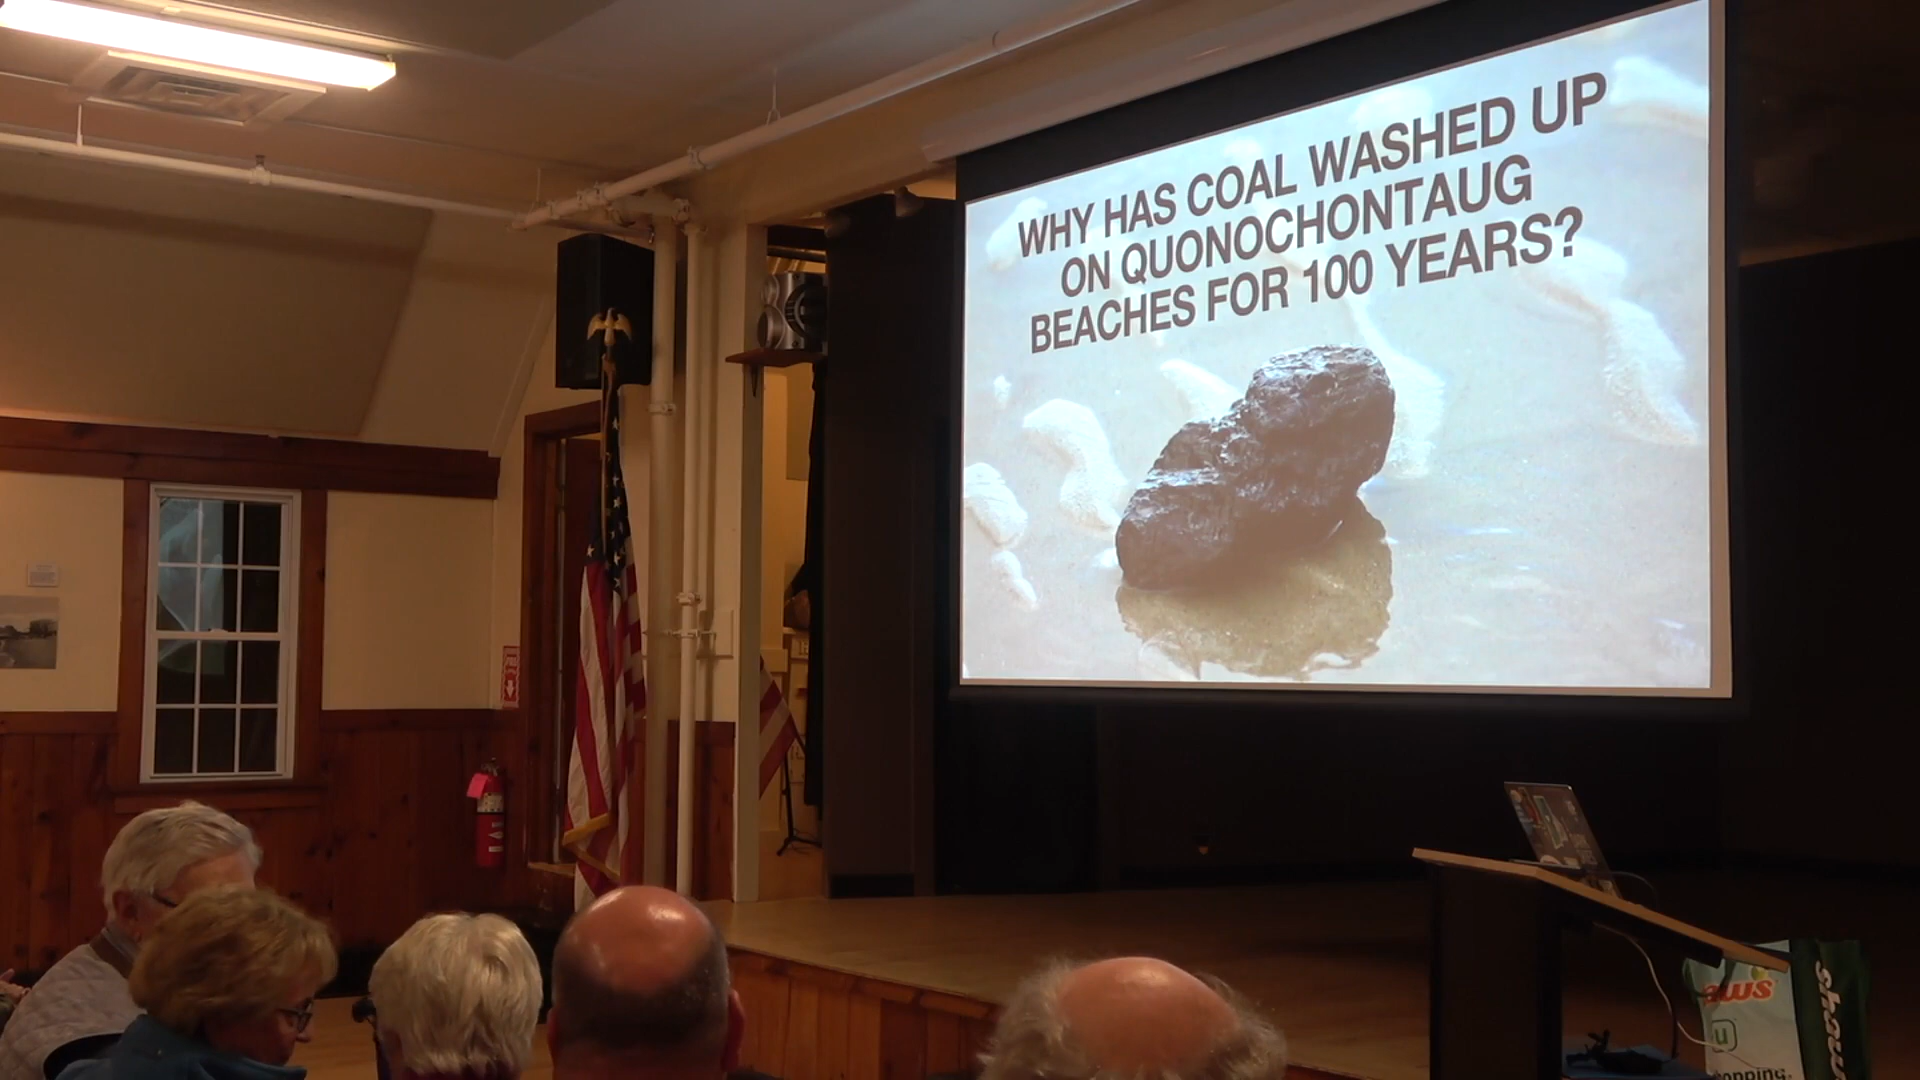 WHY HAS COAL WASHED UP
ON QUONOCHONTAUG
BEACHES FOR 100 YEARS?